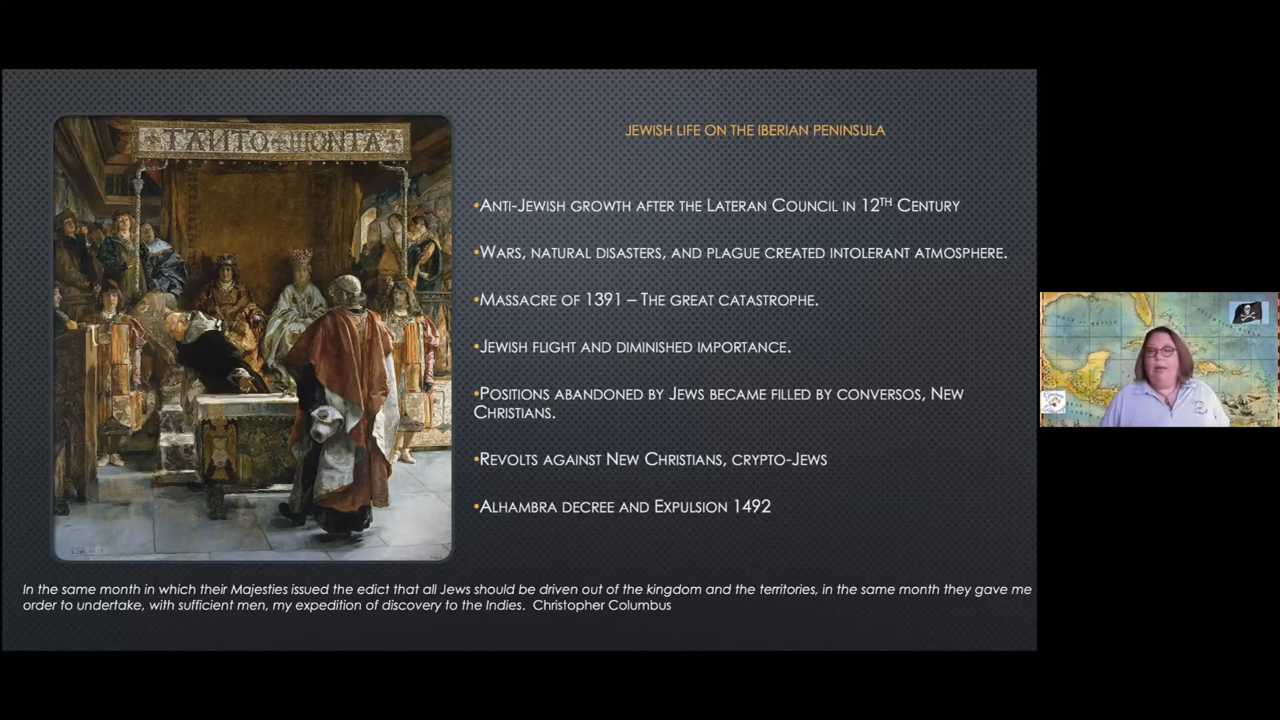 TANTO MONTA
JEWISH LIFE ON THE IBERIAN PENINSULA
•ANTI-JEWISH GROWTH AFTER THE LATERAN COUNCIL IN 12TH CENTURY
•WARS, NATURAL DISASTERS, AND PLAGUE CREATED INTOLERANT ATMOSPHERE.
•MASSACRE OF 1391 – THE GREAT CATASTROPHE.
•JEWISH FLIGHT AND DIMINISHED IMPORTANCE.
•POSITIONS ABANDONED BY JEWS BECAME FILLED BY CONVERSOS, NEW
CHRISTIANS.
•REVOLTS AGAINST NEW CHRISTIANS, CRYPTO-JEWS
•ALHAMBRA DECREE AND EXPULSION 1492
In the same month in which their Majesties issued the edict that all Jews should be driven out of the kingdom and the territories, in the same month they gave me
order to undertake, with sufficient men, my expedition of discovery to the Indies.  Christopher Columbus